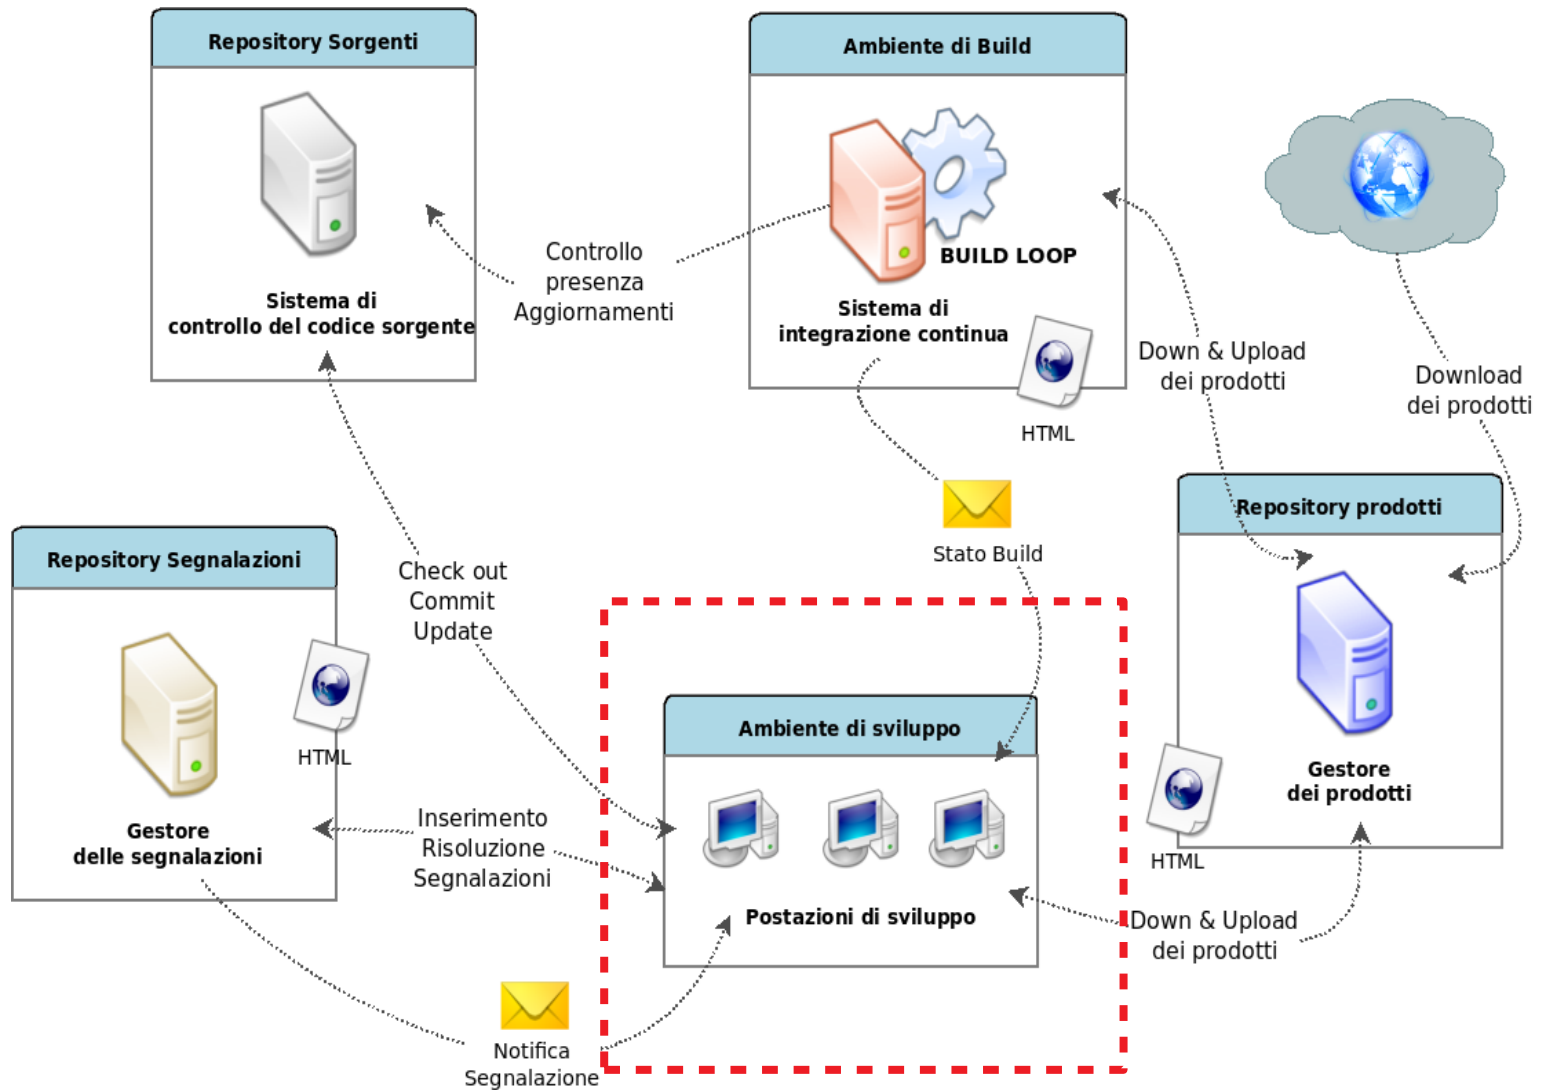 Repository Sorgenti
Sistema di
controllo del codice sorgente
Controllo
presenza
Aggiornamenti
Ambiente di Build
BUILD LOOP
Sistema di
integrazione continua
HTML
Down & Upload
dei prodotti
Download
dei prodotti
Stato Build
Repository Segnalazioni
HTML
Gestore
delle segnalazioni
Check out
Commit
Update
Inserimento
Risoluzione
Segnalazioni
Notifica
Segnalazione
Ambiente di sviluppo
Postazioni di sviluppo
Repository prodotti
Gestore
dei prodotti
HTML
Down & Upload
dei prodotti